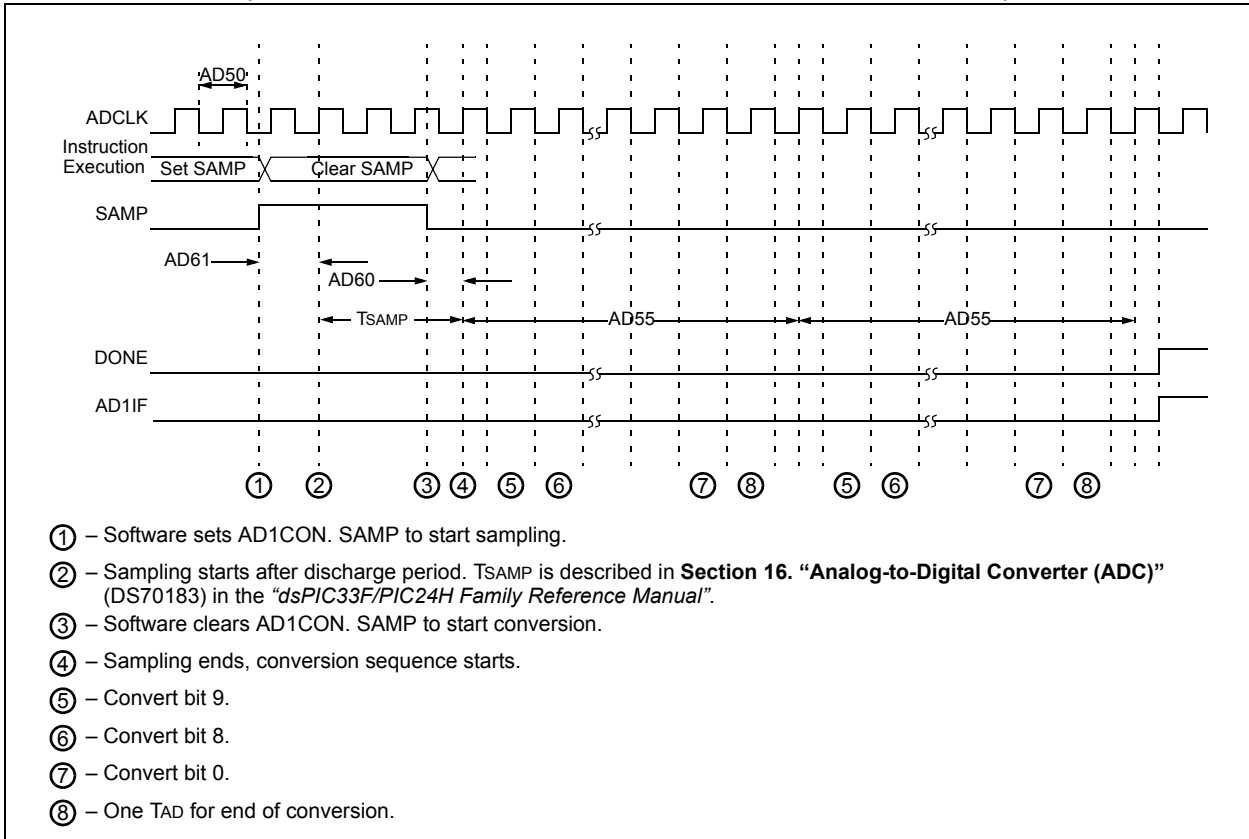 AD50
ADCLK
Instruction
Execution
Set SAMP
Clear SAMP
SAMP
AD61
AD60
TSAMP
AD55
AD55
DONE
AD1IF
1 2 3 4 5 6 7 8 5 6 7 8
1 – Software sets AD1CON. SAMP to start sampling.
2 – Sampling starts after discharge period. TSAMP is described in Section 16. “Analog-to-Digital Converter (ADC)”
(DS70183) in the “dsPIC33F/PIC24H Family Reference Manual”.
3 – Software clears AD1CON. SAMP to start conversion.
4 – Sampling ends, conversion sequence starts.
5 – Convert bit 9.
6 – Convert bit 8.
7 – Convert bit 0.
8 – One TAD for end of conversion.